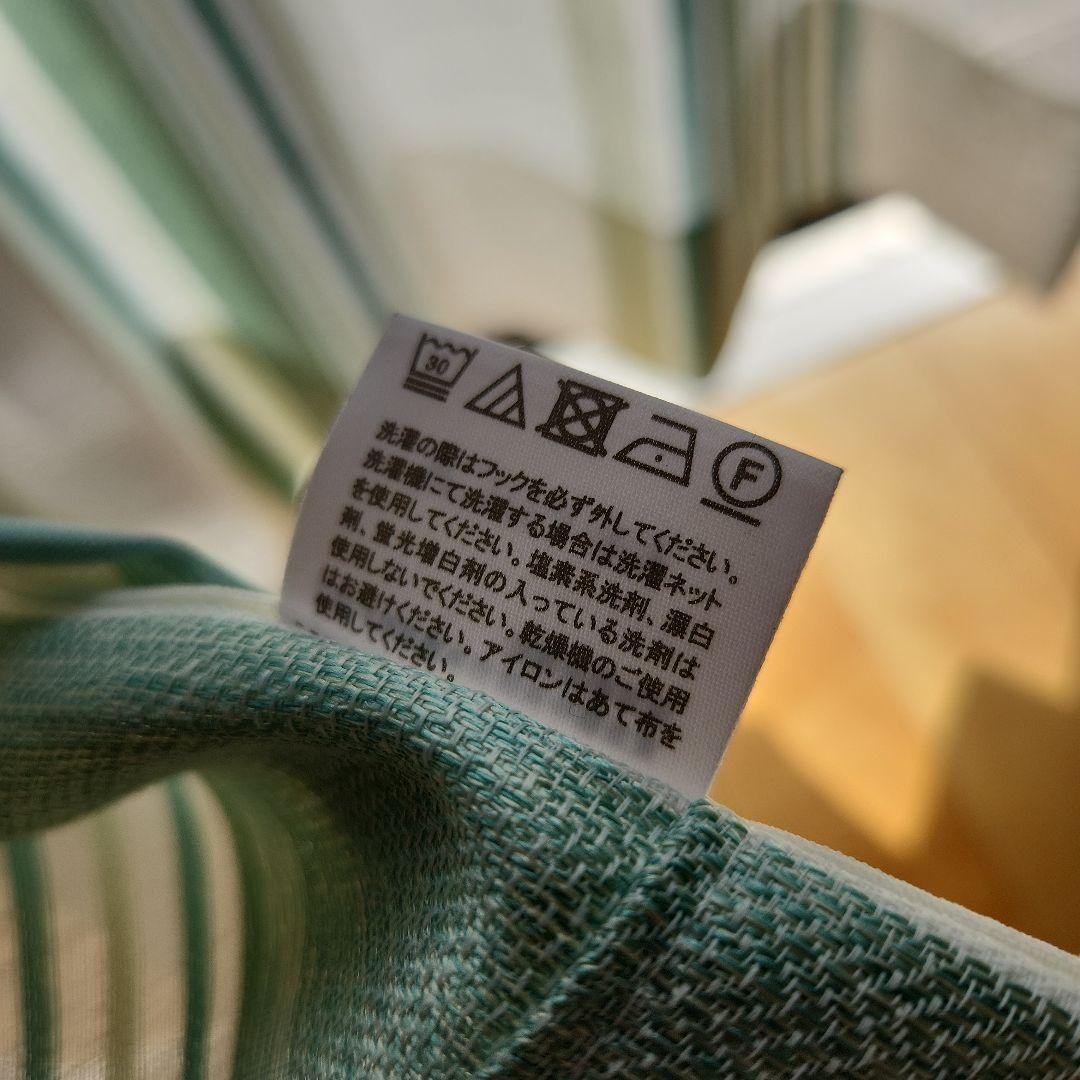 30
F
洗濯の際はフックを必ず外してください。
洗濯機にて洗濯する場合は洗濯ネット
を使用してください。塩素系洗剤、漂白
剤、蛍光増白剤の入っている洗剤は
使用しないでください。乾燥機のご使用
はお避けください。アイロンはあて布を
使用してください。